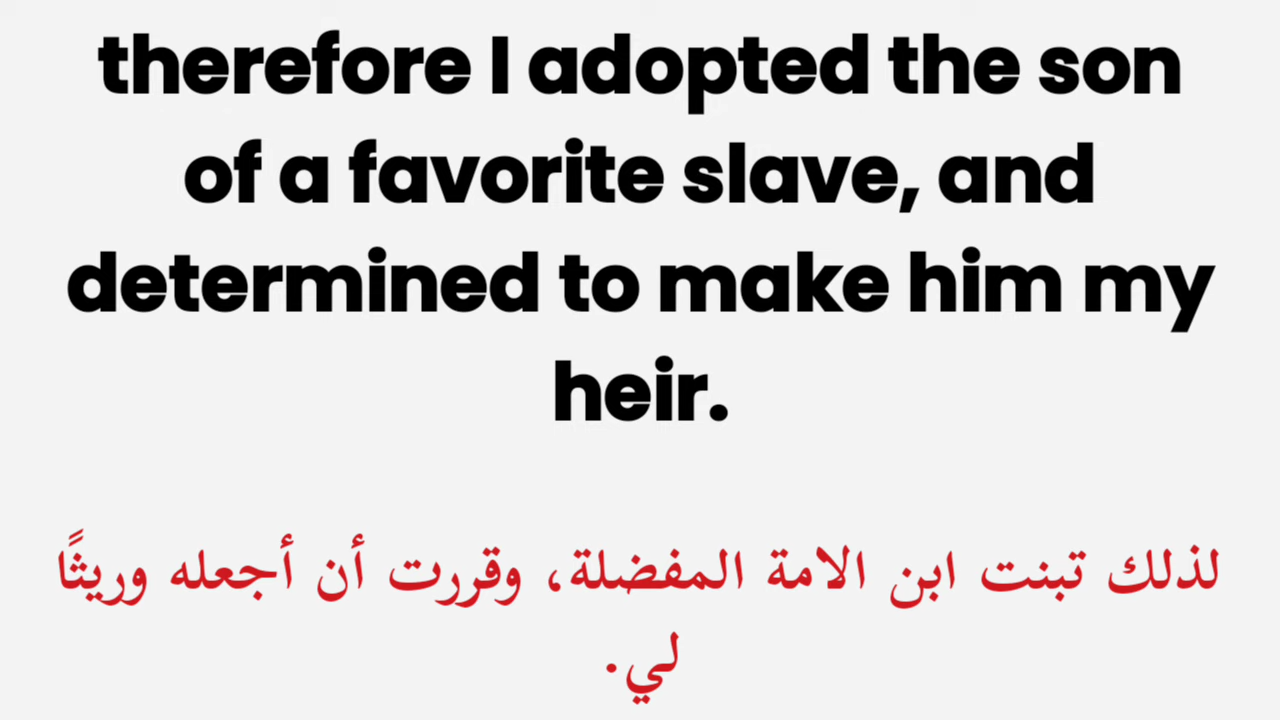 therefore I adopted the son
of a favorite slave, and
determined to make him my
heir.
لذلك تبنت ابن الامة المفضلة، وقررت أن أجعله وريثًا
لي.